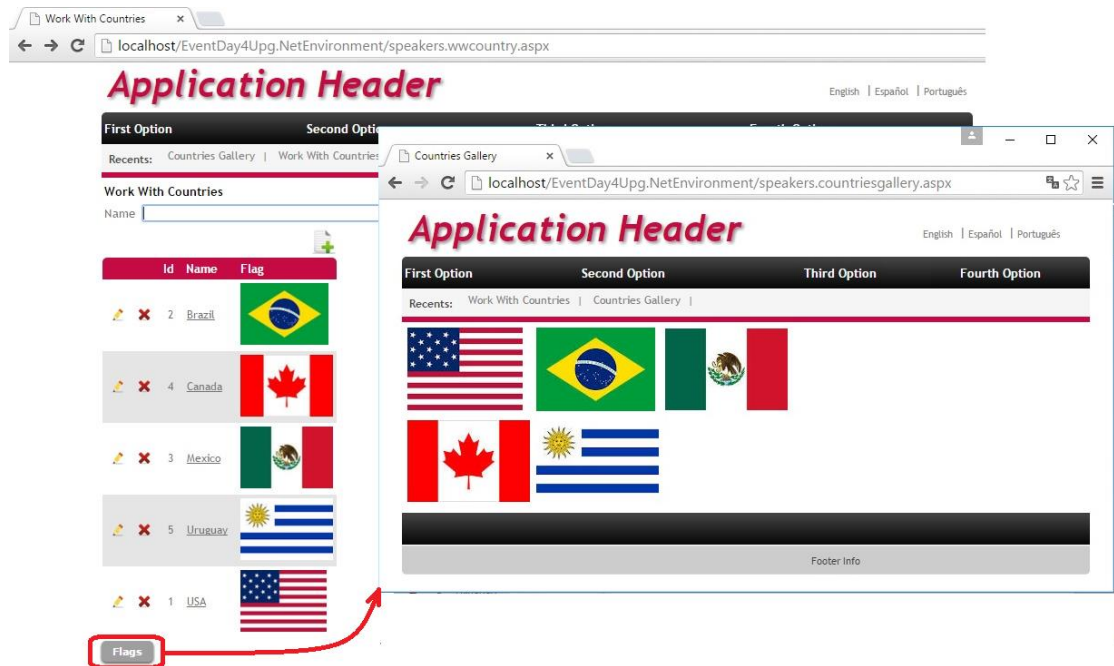 Work With Countries
localhost/EventDay4Upg.NetEnvironment/speakers.wwcountry.aspx
Application Header
English | Español | Português
First Option Second Optio
Recents: Countries Gallery | Work With Countries
Work With Countries
Name
Id Name Flag
2 Brazil
4 Canada
3 Mexico
5 Uruguay
1 USA
Flags
Countries Gallery
localhost/EventDay4Upg.NetEnvironment/speakers.countriesgallery.aspx
Application Header
English | Español | Português
First Option Second Option Third Option Fourth Option
Recents: Work With Countries | Countries Gallery |
Footer Info